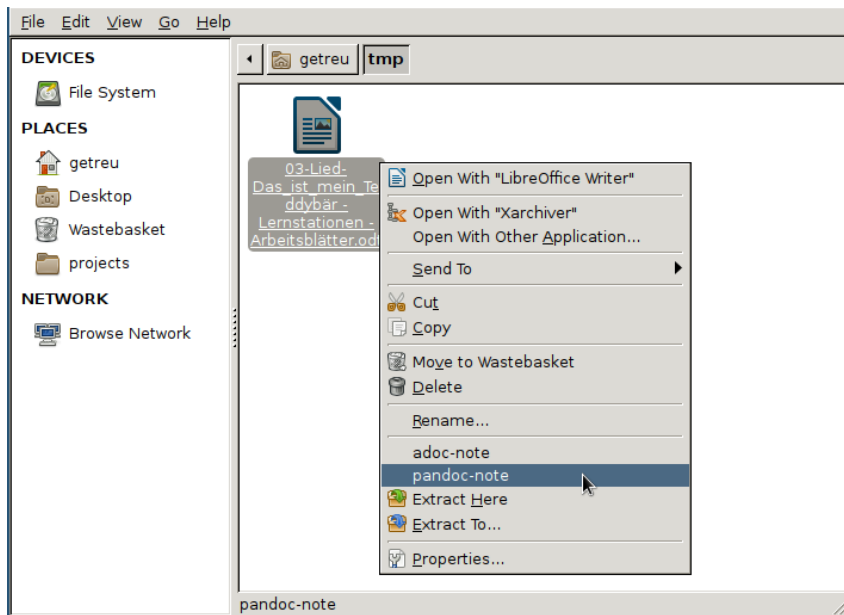 File Edit View Go Help
DEVICES
File System
PLACES
getreu
Desktop
Wastebasket
projects
NETWORK
Browse Network
getreu tmp
03-Lied-
Das_ist_mein_Te
ddybär -
Lernstationen -
Arbeitsblätter.odt
Open With "LibreOffice Writer"
Open With "Xarchiver"
Open With Other Application...
Send To
Cut
Copy
Move to Wastebasket
Delete
Rename...
adoc-note
pandoc-note
Extract Here
Extract To...
Properties...
pandoc-note